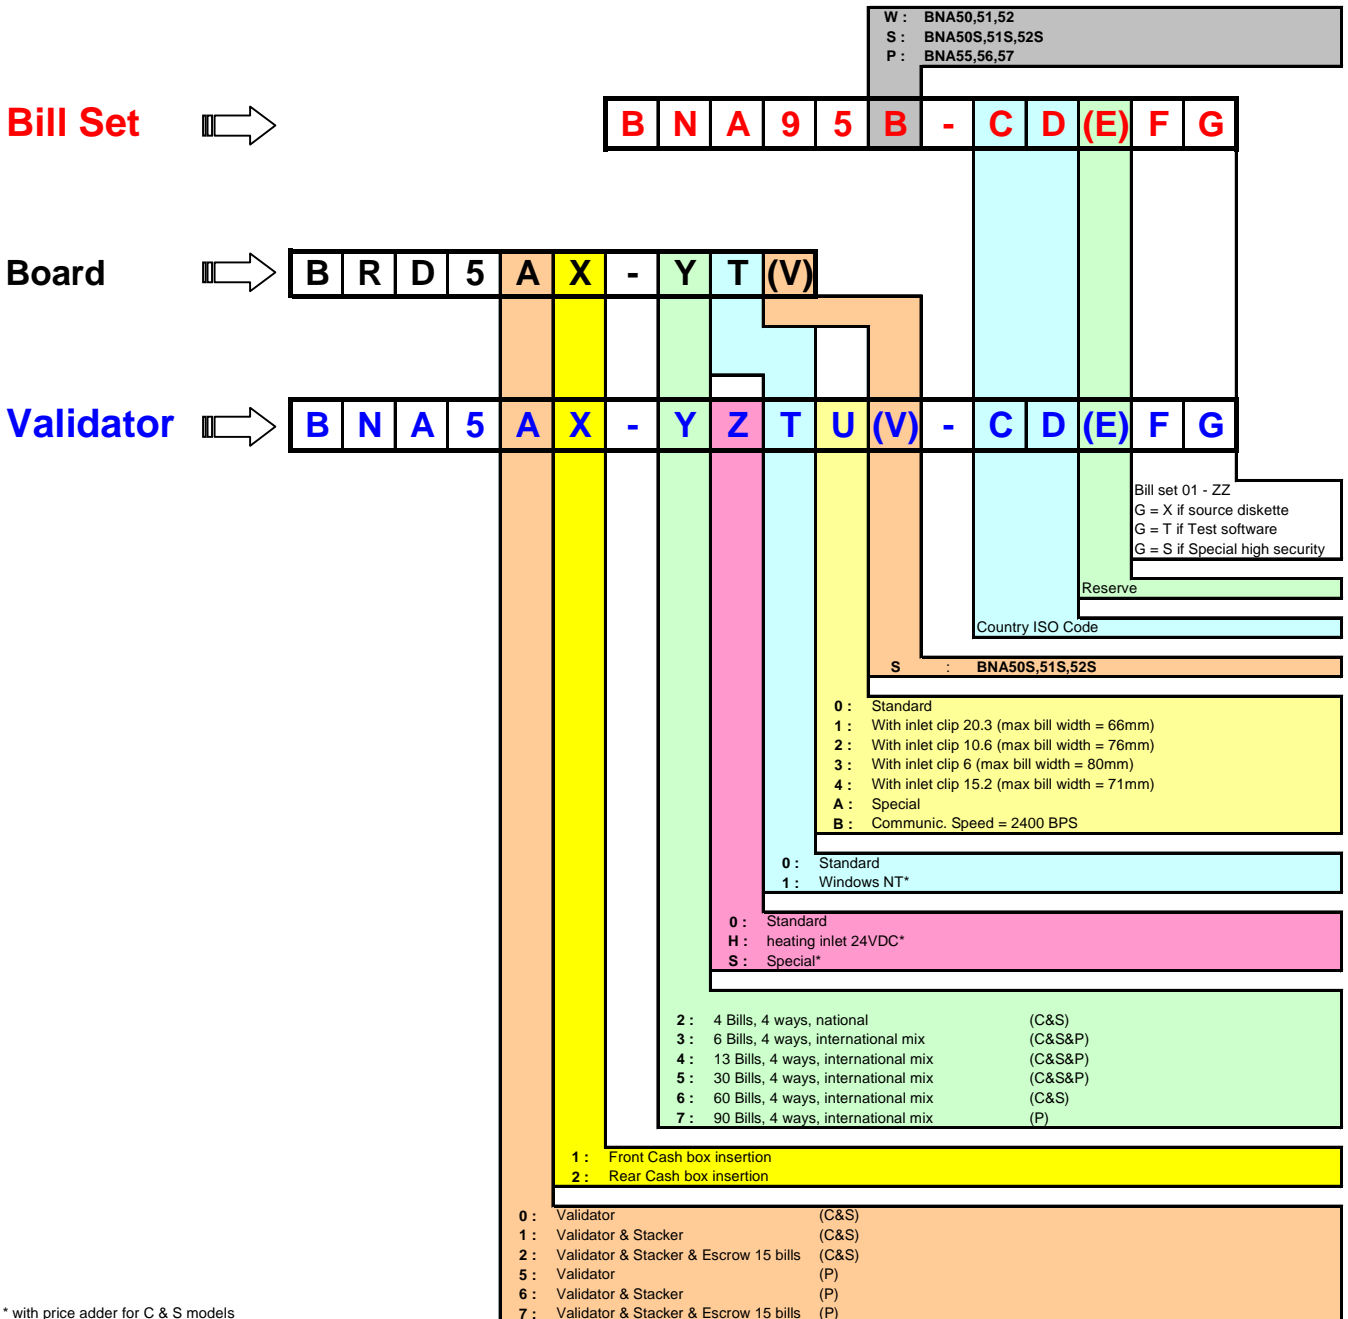 W : BNA50,51,52
S : BNA50S,51S,52S
P : BNA55,56,57
Bill Set B N A 9 5 B - C D (E) F G
Board B R D 5 A X - Y T (V)
Validator B N A 5 A X - Y Z T U (V) - C D (E) F G
Bill set 01 - ZZ
G = X if source diskette
G = T if Test software
G = S if Special high security
Reserve
Country ISO Code
S : BNA50S,51S,52S
0 : Standard
1 : With inlet clip 20.3 (max bill width = 66mm)
2 : With inlet clip 10.6 (max bill width = 76mm)
3 : With inlet clip 6 (max bill width = 80mm)
4 : With inlet clip 15.2 (max bill width = 71mm)
A : Special
B : Communic. Speed = 2400 BPS
0 : Standard
1 : Windows NT*
0 : Standard
H : heating inlet 24VDC*
S : Special*
2 : 4 Bills, 4 ways, national (C&S)
3 : 6 Bills, 4 ways, international mix (C&S&P)
4 : 13 Bills, 4 ways, international mix (C&S&P)
5 : 30 Bills, 4 ways, international mix (C&S&P)
6 : 60 Bills, 4 ways, international mix (C&S)
7 : 90 Bills, 4 ways, international mix (P)
1 : Front Cash box insertion
2 : Rear Cash box insertion
0 : Validator (C&S)
1 : Validator & Stacker (C&S)
2 : Validator & Stacker & Escrow 15 bills (C&S)
5 : Validator (P)
6 : Validator & Stacker (P)
7 : Validator & Stacker & Escrow 15 bills (P)
* with price adder for C & S models